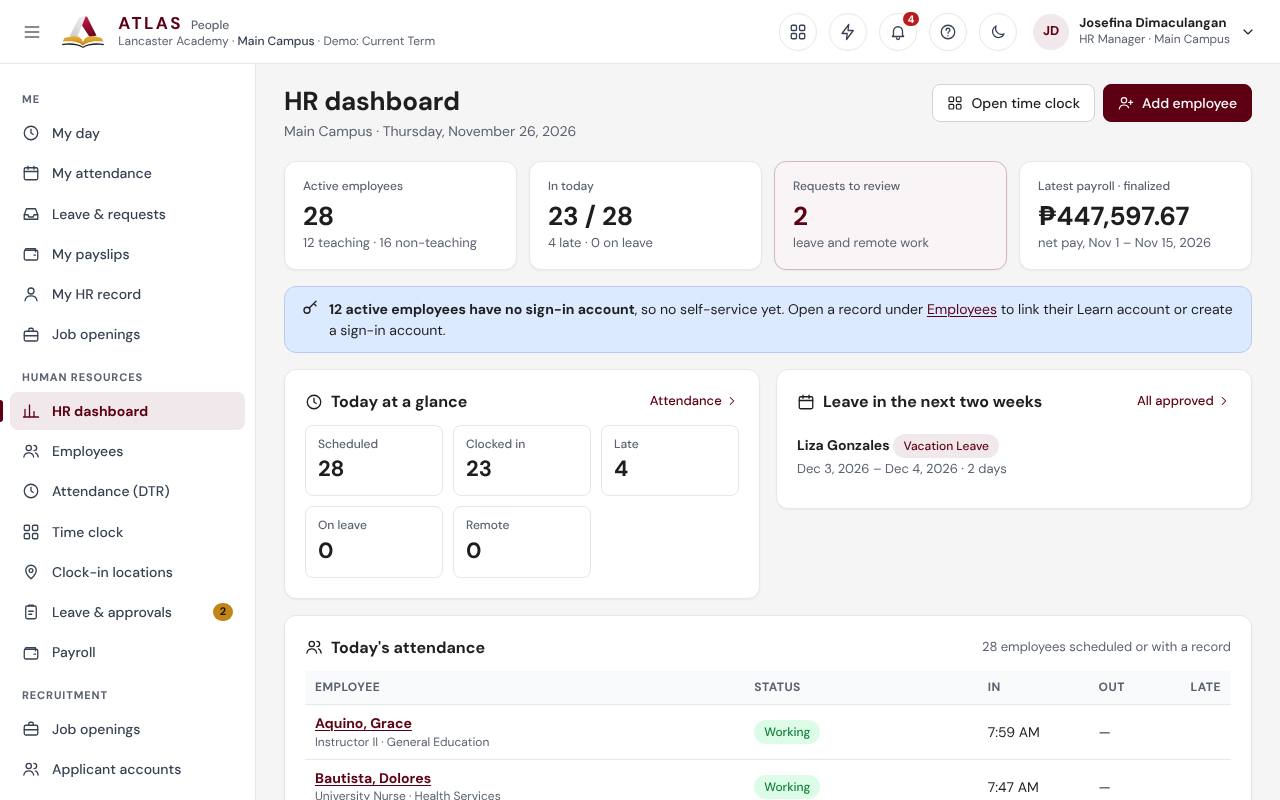 ATLAS People
Lancaster Academy · Main Campus · Demo: Current Term
4
JD
Josefina Dimaculangan
HR Manager · Main Campus
ME
My day
My attendance
Leave & requests
My payslips
My HR record
Job openings
HUMAN RESOURCES
HR dashboard
Employees
Attendance (DTR)
Time clock
Clock-in locations
Leave & approvals 2
Payroll
RECRUITMENT
Job openings
Applicant accounts
HR dashboard
Main Campus · Thursday, November 26, 2026
Open time clock
Add employee
Active employees
28
12 teaching · 16 non-teaching
In today
23 / 28
4 late · 0 on leave
Requests to review
2
leave and remote work
Latest payroll · finalized
₱447,597.67
net pay, Nov 1 – Nov 15, 2026
12 active employees have no sign-in account, so no self-service yet. Open a record under Employees to link their Learn account or create
a sign-in account.
Today at a glance
Attendance
Scheduled
28
Clocked in
23
Late
4
On leave
0
Remote
0
Leave in the next two weeks
All approved
Liza Gonzales Vacation Leave
Dec 3, 2026 – Dec 4, 2026 · 2 days
Today's attendance
28 employees scheduled or with a record
EMPLOYEE STATUS IN OUT LATE
Aquino, Grace
Instructor II · General Education
Working 7:59 AM —
Bautista, Dolores
University Nurse · Health Services
Working 7:47 AM —